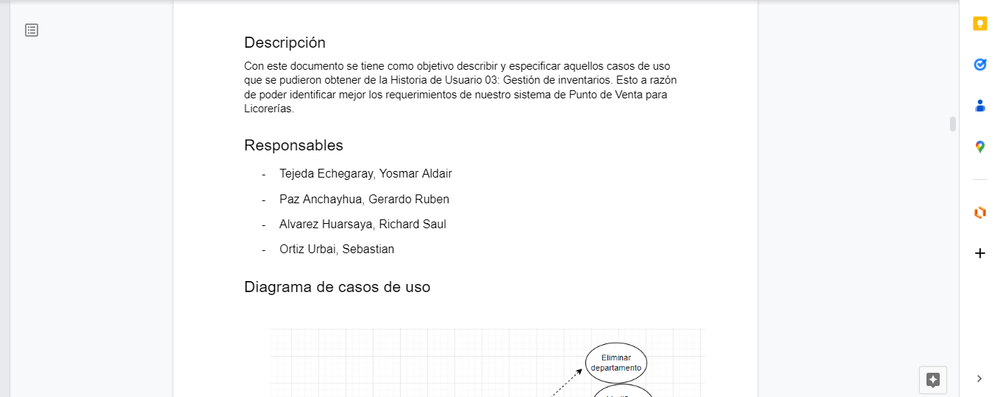 Descripción
Con este documento se tiene como objetivo describir y especificar aquellos casos de uso
que se pudieron obtener de la Historia de Usuario 03: Gestión de inventarios. Esto a razón
de poder identificar mejor los requerimientos de nuestro sistema de Punto de Venta para
Licorerías.
Responsables
- Tejeda Echegaray, Yosmar Aldair
- Paz Anchayhua, Gerardo Ruben
- Alvarez Huarsaya, Richard Saul
- Ortiz Urbai, Sebastian
Diagrama de casos de uso
Eliminar
departamento